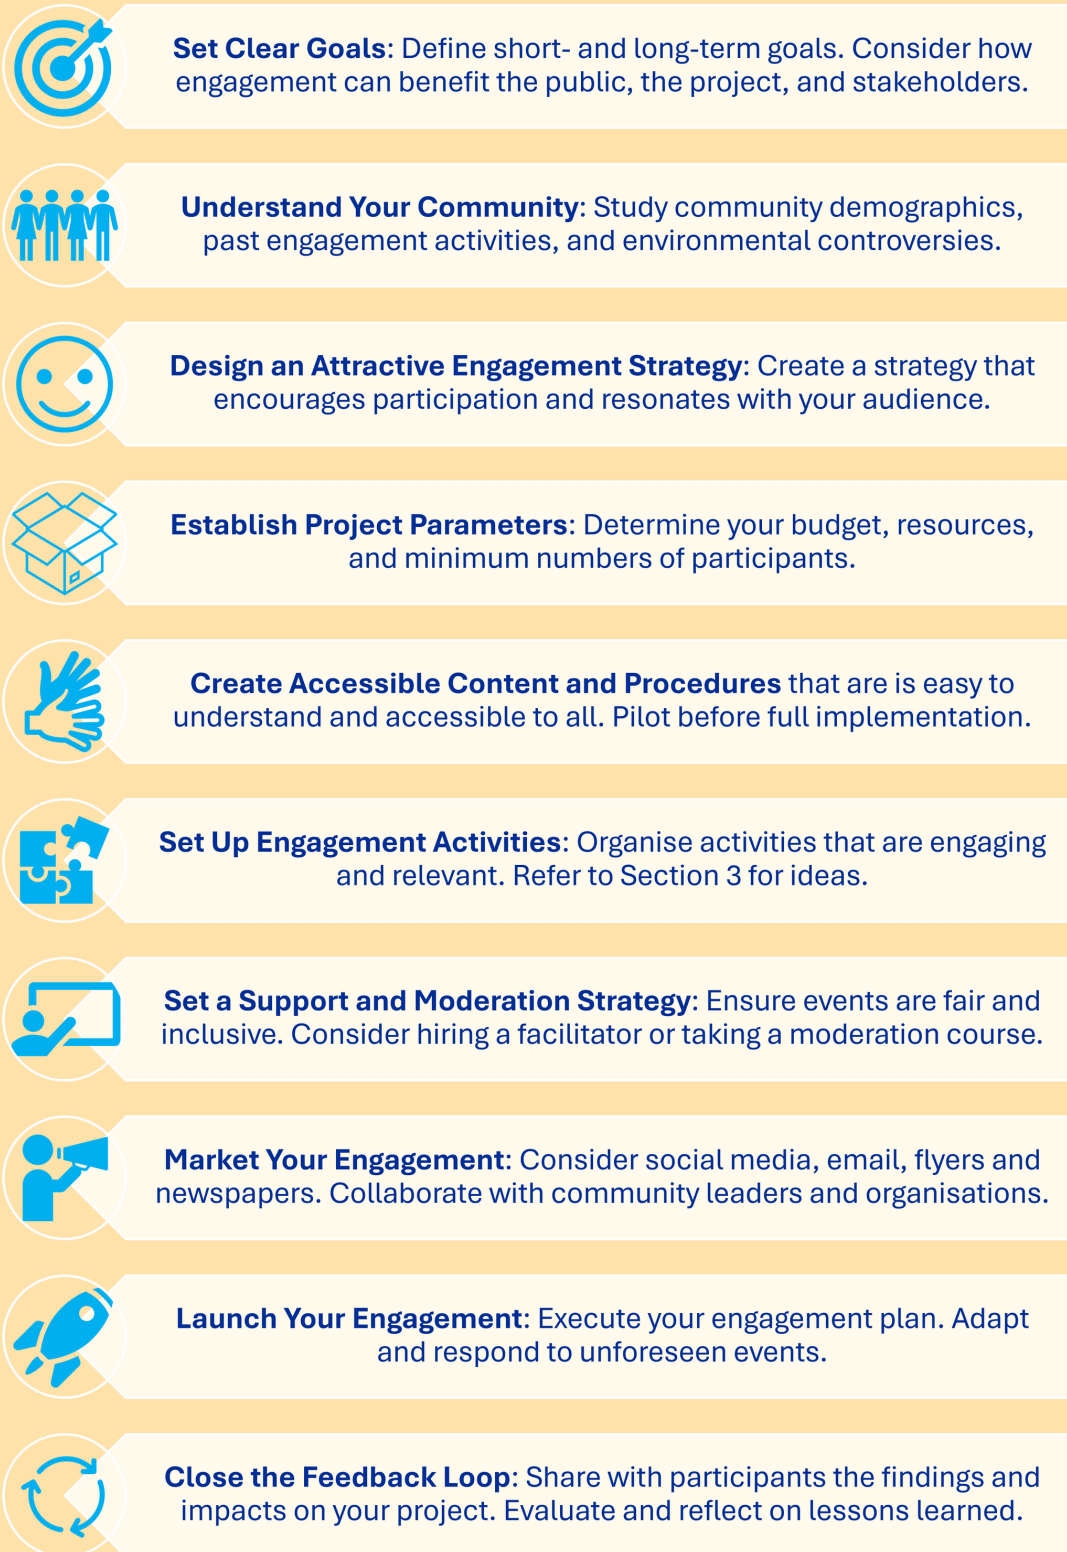 Set Clear Goals: Define short- and long-term goals. Consider how
engagement can benefit the public, the project, and stakeholders.
Understand Your Community: Study community demographics,
past engagement activities, and environmental controversies.
Design an Attractive Engagement Strategy: Create a strategy that
encourages participation and resonates with your audience.
Establish Project Parameters: Determine your budget, resources,
and minimum numbers of participants.
Create Accessible Content and Procedures that are is easy to
understand and accessible to all. Pilot before full implementation.
Set Up Engagement Activities: Organise activities that are engaging
and relevant. Refer to Section 3 for ideas.
Set a Support and Moderation Strategy: Ensure events are fair and
inclusive. Consider hiring a facilitator or taking a moderation course.
Market Your Engagement: Consider social media, email, flyers and
newspapers. Collaborate with community leaders and organisations.
Launch Your Engagement: Execute your engagement plan. Adapt
and respond to unforeseen events.
Close the Feedback Loop: Share with participants the findings and
impacts on your project. Evaluate and reflect on lessons learned.